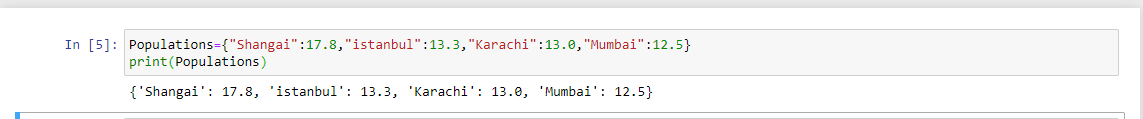 In [5]: Populations={"Shangai":17.8,"istanbul":13.3,"Karachi":13.0,"Mumbai":12.5}
print(Populations)
{'Shangai': 17.8, 'istanbul': 13.3, 'Karachi': 13.0, 'Mumbai': 12.5}